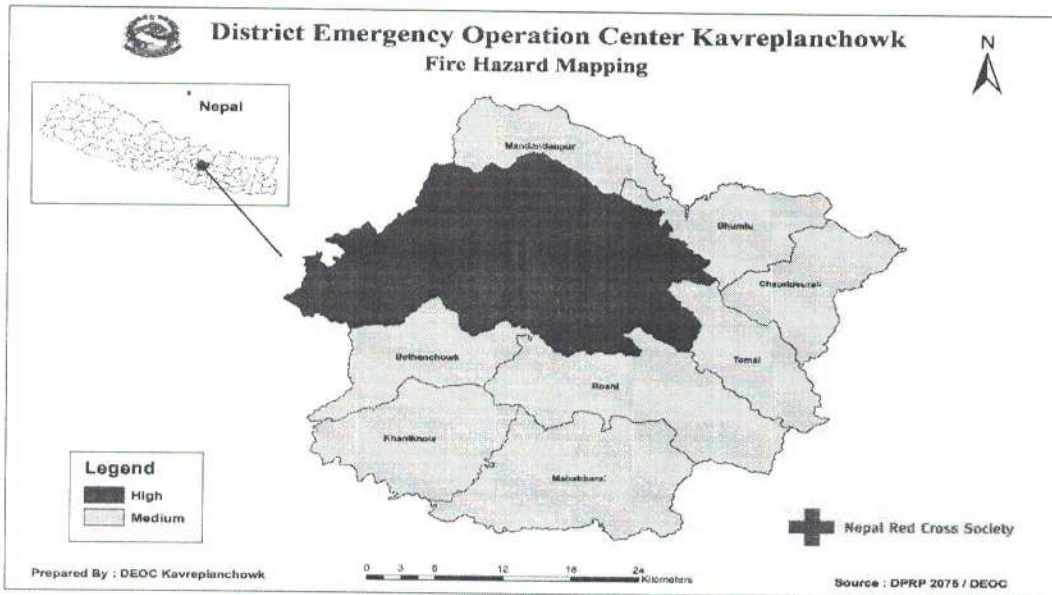 District Emergency Operation Center Kavreplanchowk
Fire Hazard Mapping
N
Nepal
Mandandeupur
Bhumlu
Chaurideurali
Temal
Bethenchowk
Roshi
Khanikhola
Mahabharat
Legend
High
Medium
Nepal Red Cross Society
Prepared By : DEOC Kavreplanchowk
0 3 6 12 18 24
Kilometers
Source : DPRP 2075 / DEOC